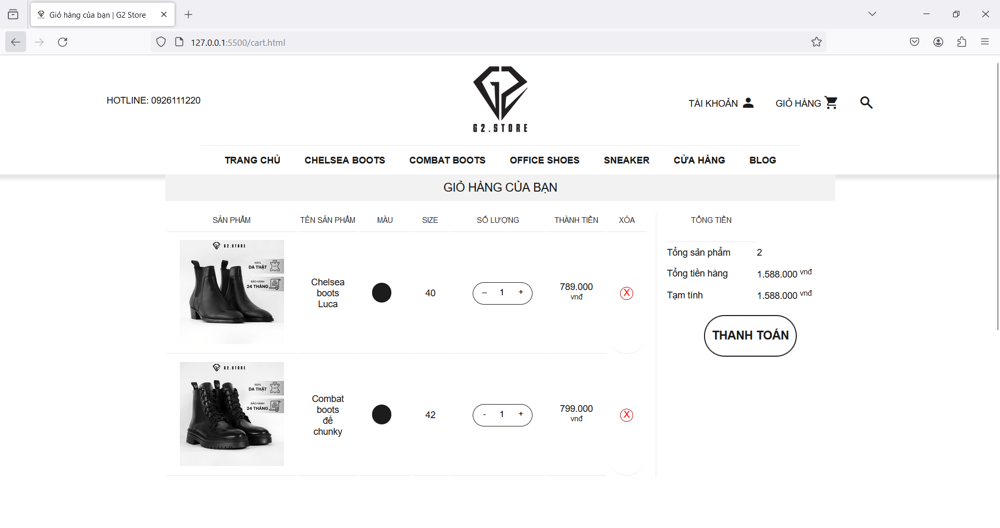 Giỏ hàng của bạn | G2 Store
127.0.0.1:5500/cart.html
HOTLINE: 0926111220
G2.STORE
TÀI KHOẢN
GIỎ HÀNG
TRANG CHỦ
CHELSEA BOOTS
COMBAT BOOTS
OFFICE SHOES
SNEAKER
CỬA HÀNG
BLOG
GIỎ HÀNG CỦA BẠN
SẢN PHẨM
TÊN SẢN PHẨM
MÀU
SIZE
SỐ LƯỢNG
THÀNH TIỀN
XÓA
G2.STORE
100%
DA THẬT
BẢO HÀNH
24 THÁNG
Chelsea
boots
Luca
40
– 1 +
789.000
vnđ
X
G2.STORE
100%
DA THẬT
BẢO HÀNH
24 THÁNG
Combat
boots
đế
chunky
42
- 1 +
799.000
vnđ
X
TỔNG TIỀN
Tổng sản phẩm 2
Tổng tiền hàng 1.588.000 vnđ
Tạm tính 1.588.000 vnđ
THANH TOÁN